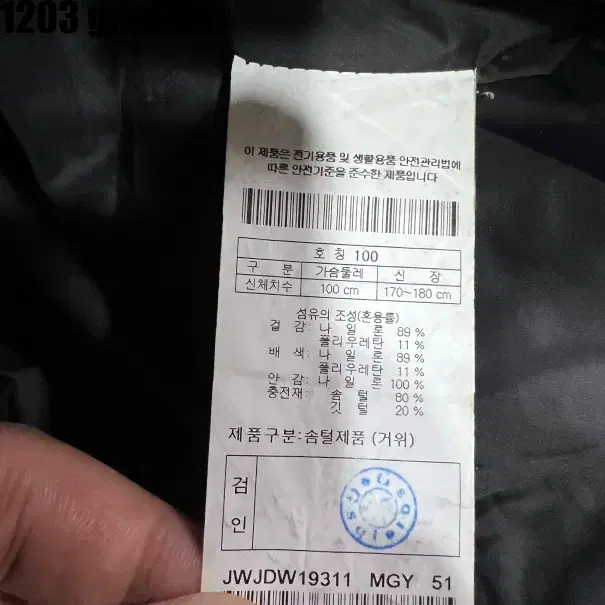 1203
이 제품은 전기용품 및 생활용품 안전관리법에
따른 안전기준을 준수한 제품입니다
호 칭 100
구 분 가슴둘레 신 장
신체치수 100 cm 170~180 cm
섬유의 조성(혼용률)
겉 감: 나 일 론 89 %
폴리우레탄 11 %
배 색: 나 일 론 89 %
폴리우레탄 11 %
안 감: 나 일 론 100 %
충전재: 솜 털 80 %
깃 털 20 %
제품구분:솜털제품 (거위)
검
인
JWJDW19311 MGY 51